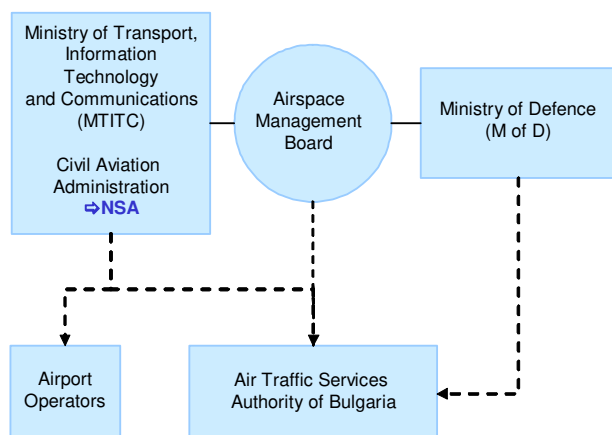 Ministry of Transport,
Information
Technology
and Communications
(MTITC)
Civil Aviation
Administration
⇨NSA
Airspace
Management
Board
Ministry of Defence
(M of D)
Airport
Operators
Air Traffic Services
Authority of Bulgaria